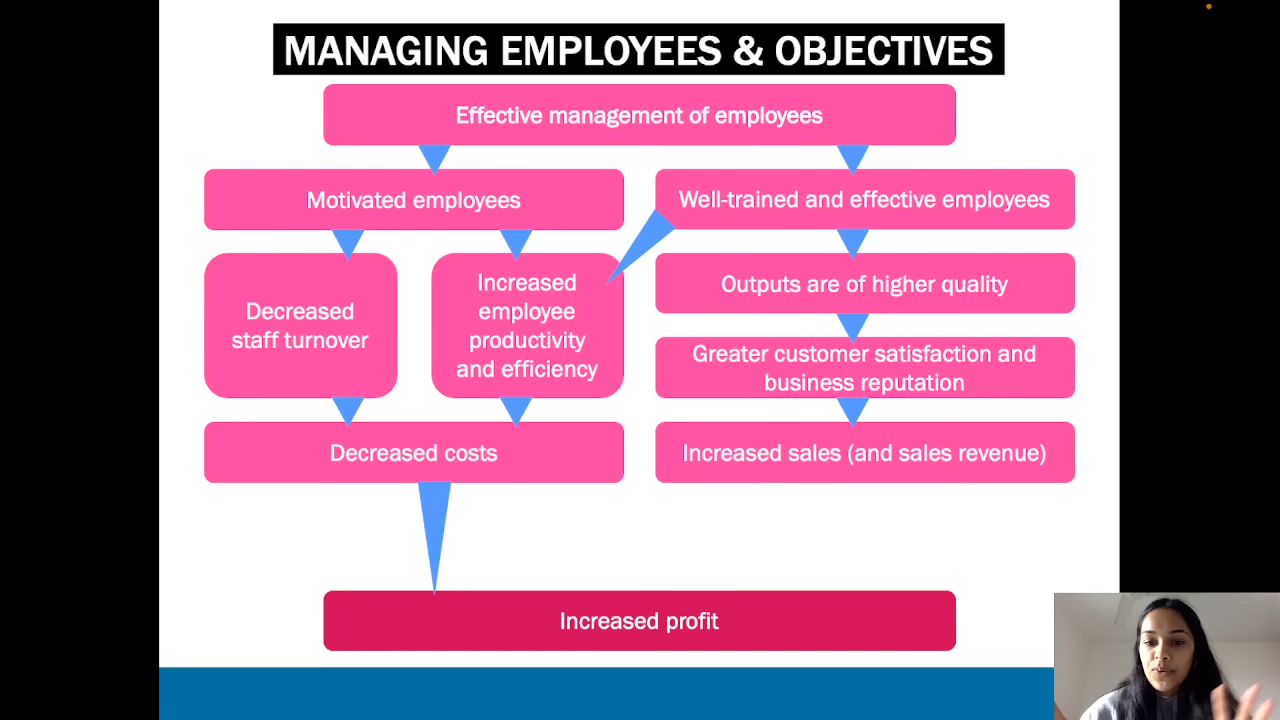 MANAGING EMPLOYEES & OBJECTIVES
Effective management of employees
Motivated employees
Well-trained and effective employees
Decreased
staff turnover
Increased
employee
productivity
and efficiency
Outputs are of higher quality
Greater customer satisfaction and
business reputation
Decreased costs
Increased sales (and sales revenue)
Increased profit